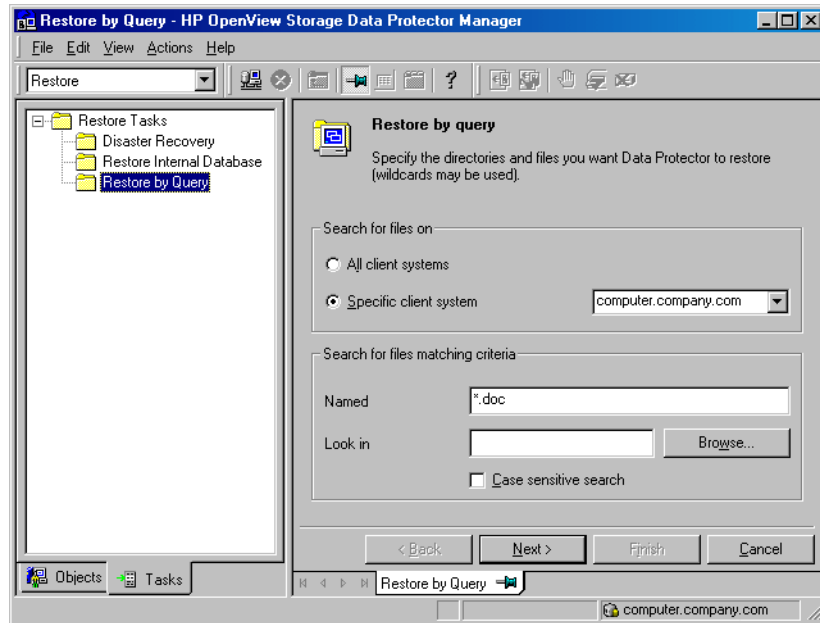 Restore by Query - HP OpenView Storage Data Protector Manager
File Edit View Actions Help
Restore
Restore Tasks
Disaster Recovery
Restore Internal Database
Restore by Query
Restore by query
Specify the directories and files you want Data Protector to restore
(wildcards may be used).
Search for files on
All client systems
Specific client system
computer.company.com
Search for files matching criteria
Named
*.doc
Look in
Browse...
Case sensitive search
< Back
Next >
Finish
Cancel
Objects
Tasks
Restore by Query
computer.company.com